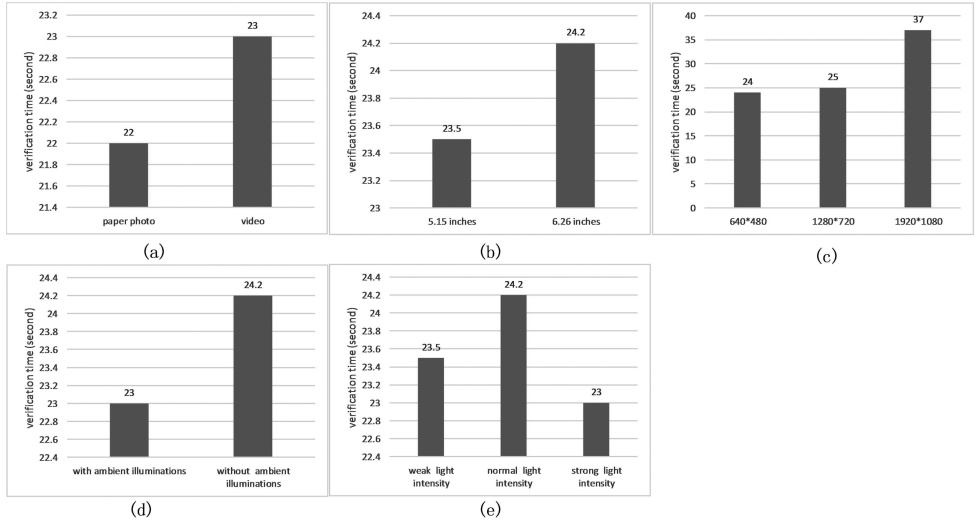 23.2
23
22.8
22.6
22.4
22.2
22
21.8
21.6
21.4
verification time (second)
22
23
paper photo
video
(a)
24.4
24.2
24
23.8
23.6
23.4
23.2
23
verification time (second)
23.5
24.2
5.15 inches
6.26 inches
(b)
40
35
30
25
20
15
10
5
0
verification time (second)
24
25
37
640*480
1280*720
1920*1080
(c)
24.4
24.2
24
23.8
23.6
23.4
23.2
23
22.8
22.6
22.4
verification time (second)
23
24.2
with ambient illuminations
without ambient
illuminations
(d)
24.4
24.2
24
23.8
23.6
23.4
23.2
23
22.8
22.6
22.4
verification time (second)
23.5
24.2
23
weak light
intensity
normal light
intensity
strong light
intensity
(e)